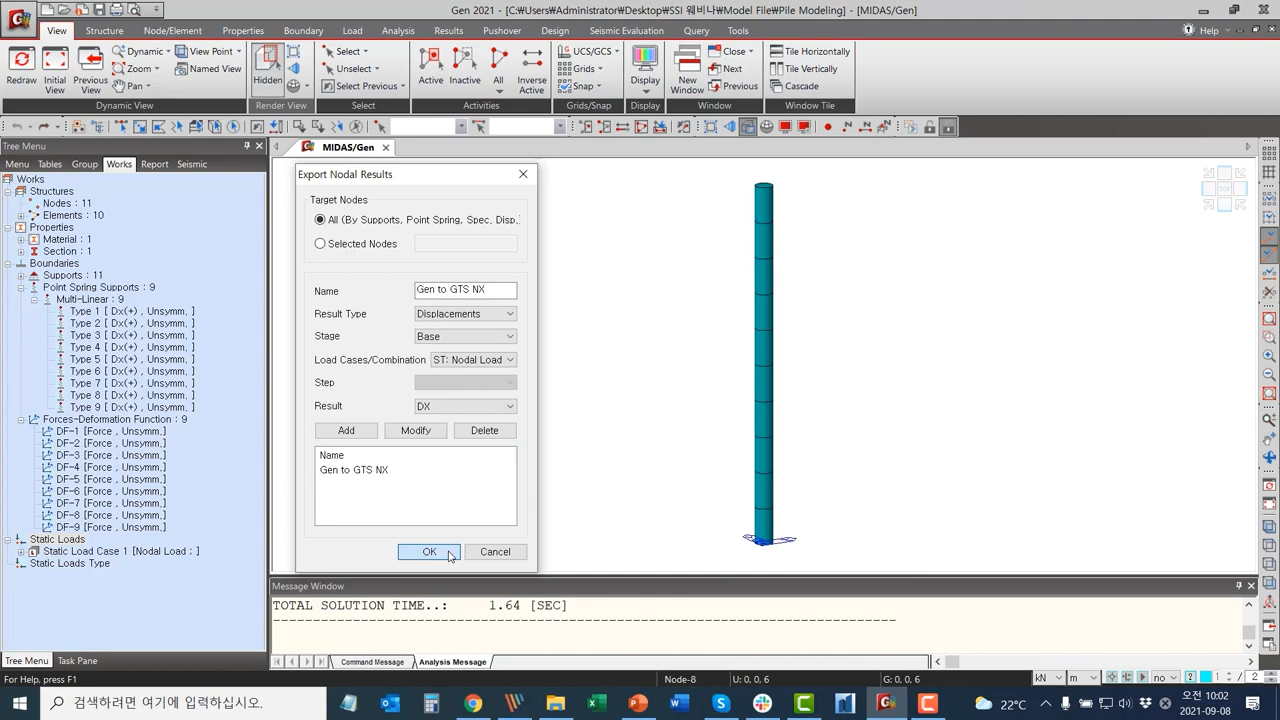 Gen 2021 - [C:₩Users₩Administrator₩Desktop₩SSI 웨비나₩Model File₩Pile Modeling] - [MIDAS/Gen]
View Structure Node/Element Properties Boundary Load Analysis Results Pushover Design Seismic Evaluation Query Tools Help
Redraw
Initial View
Previous View
Dynamic
Zoom
Pan
View Point
Named View
Dynamic View
Hidden
Render View
Select
Unselect
Select Previous
Select
Active
Inactive
All
Inverse Active
Activities
UCS/GCS
Grids
Snap
Grids/Snap
Display
Display
New Window
Close
Next
Previous
Window
Tile Horizontally
Tile Vertically
Cascade
Window Tile
Tree Menu
Menu Tables Group Works Report Seismic
Works
Structures
Nodes : 11
Elements : 10
Properties
Material : 1
Section : 1
Boundaries
Supports : 11
Point Spring Supports : 9
Multi-Linear : 9
Type 1 [ Dx(+) , Unsymm, ]
Type 2 [ Dx(+) , Unsymm, ]
Type 3 [ Dx(+) , Unsymm, ]
Type 4 [ Dx(+) , Unsymm, ]
Type 5 [ Dx(+) , Unsymm, ]
Type 6 [ Dx(+) , Unsymm, ]
Type 7 [ Dx(+) , Unsymm, ]
Type 8 [ Dx(+) , Unsymm, ]
Type 9 [ Dx(+) , Unsymm, ]
Forces-Deformation Function : 9
DF-1 [Force , Unsymm,]
DF-2 [Force , Unsymm,]
DF-3 [Force , Unsymm,]
DF-4 [Force , Unsymm,]
DF-5 [Force , Unsymm,]
DF-6 [Force , Unsymm,]
DF-7 [Force , Unsymm,]
DF-8 [Force , Unsymm,]
DF-9 [Force , Unsymm,]
Static Loads
Static Load Case 1 [Nodal Load ; ]
Static Loads Type
Tree Menu Task Pane
MIDAS/Gen
Export Nodal Results
Target Nodes
All (By Supports, Point Spring, Spec, Disp,
Selected Nodes
Name Gen to GTS NX
Result Type Displacements
Stage Base
Load Cases/Combination ST: Nodal Load
Step
Result DX
Add Modify Delete
Name
Gen to GTS NX
OK Cancel
TOP
Message Window
TOTAL SOLUTION TIME..: 1.64 [SEC]
-------------------------------------------------------------------------------
Command Message Analysis Message
For Help, press F1
Node-8 U: 0, 0, 6 G: 0, 0, 6 kN m no 1 / 2
검색하려면 여기에 입력하십시오.
22℃
오전 10:02
2021-09-08